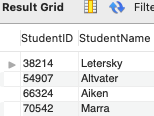 Result Grid Filte
StudentID StudentName
38214 Letersky
54907 Altvater
66324 Aiken
70542 Marra